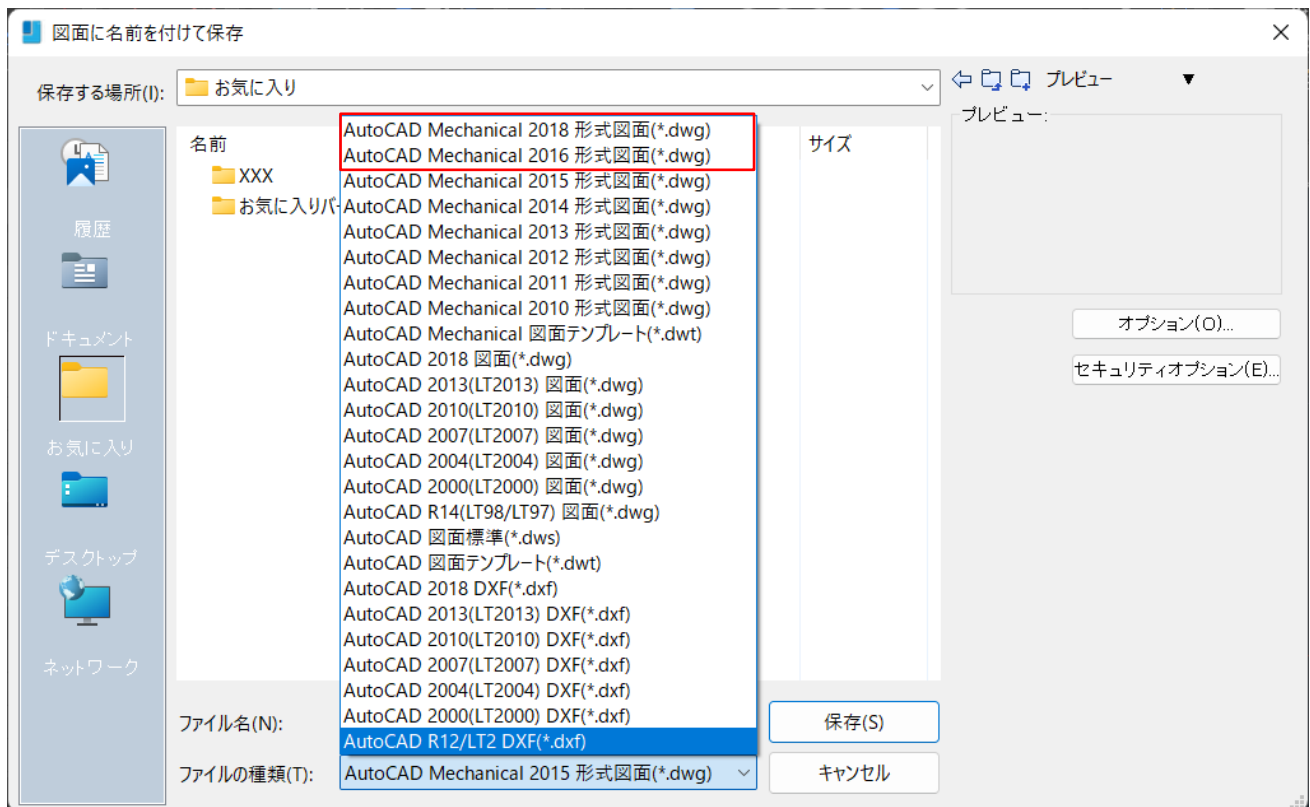 図面に名前を付けて保存
保存する場所(I):
お気に入り
プレビュー
プレビュー:
名前
サイズ
XXX
お気に入りバ
履歴
ドキュメント
お気に入り
デスクトップ
ネットワーク
AutoCAD Mechanical 2018 形式図面(*.dwg)
AutoCAD Mechanical 2016 形式図面(*.dwg)
AutoCAD Mechanical 2015 形式図面(*.dwg)
AutoCAD Mechanical 2014 形式図面(*.dwg)
AutoCAD Mechanical 2013 形式図面(*.dwg)
AutoCAD Mechanical 2012 形式図面(*.dwg)
AutoCAD Mechanical 2011 形式図面(*.dwg)
AutoCAD Mechanical 2010 形式図面(*.dwg)
AutoCAD Mechanical 図面テンプレート(*.dwt)
AutoCAD 2018 図面(*.dwg)
AutoCAD 2013(LT2013) 図面(*.dwg)
AutoCAD 2010(LT2010) 図面(*.dwg)
AutoCAD 2007(LT2007) 図面(*.dwg)
AutoCAD 2004(LT2004) 図面(*.dwg)
AutoCAD 2000(LT2000) 図面(*.dwg)
AutoCAD R14(LT98/LT97) 図面(*.dwg)
AutoCAD 図面標準(*.dws)
AutoCAD 図面テンプレート(*.dwt)
AutoCAD 2018 DXF(*.dxf)
AutoCAD 2013(LT2013) DXF(*.dxf)
AutoCAD 2010(LT2010) DXF(*.dxf)
AutoCAD 2007(LT2007) DXF(*.dxf)
AutoCAD 2004(LT2004) DXF(*.dxf)
AutoCAD 2000(LT2000) DXF(*.dxf)
AutoCAD R12/LT2 DXF(*.dxf)
オプション(O)...
セキュリティオプション(E)...
ファイル名(N):
保存(S)
ファイルの種類(T):
AutoCAD Mechanical 2015 形式図面(*.dwg)
キャンセル